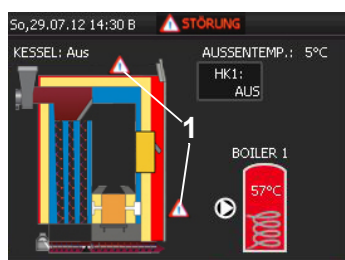 So,29.07.12 14:30 B
STÖRUNG
KESSEL: Aus
AUSSENTEMP.: 5°C
HK1:
AUS
1
BOILER 1
57°C